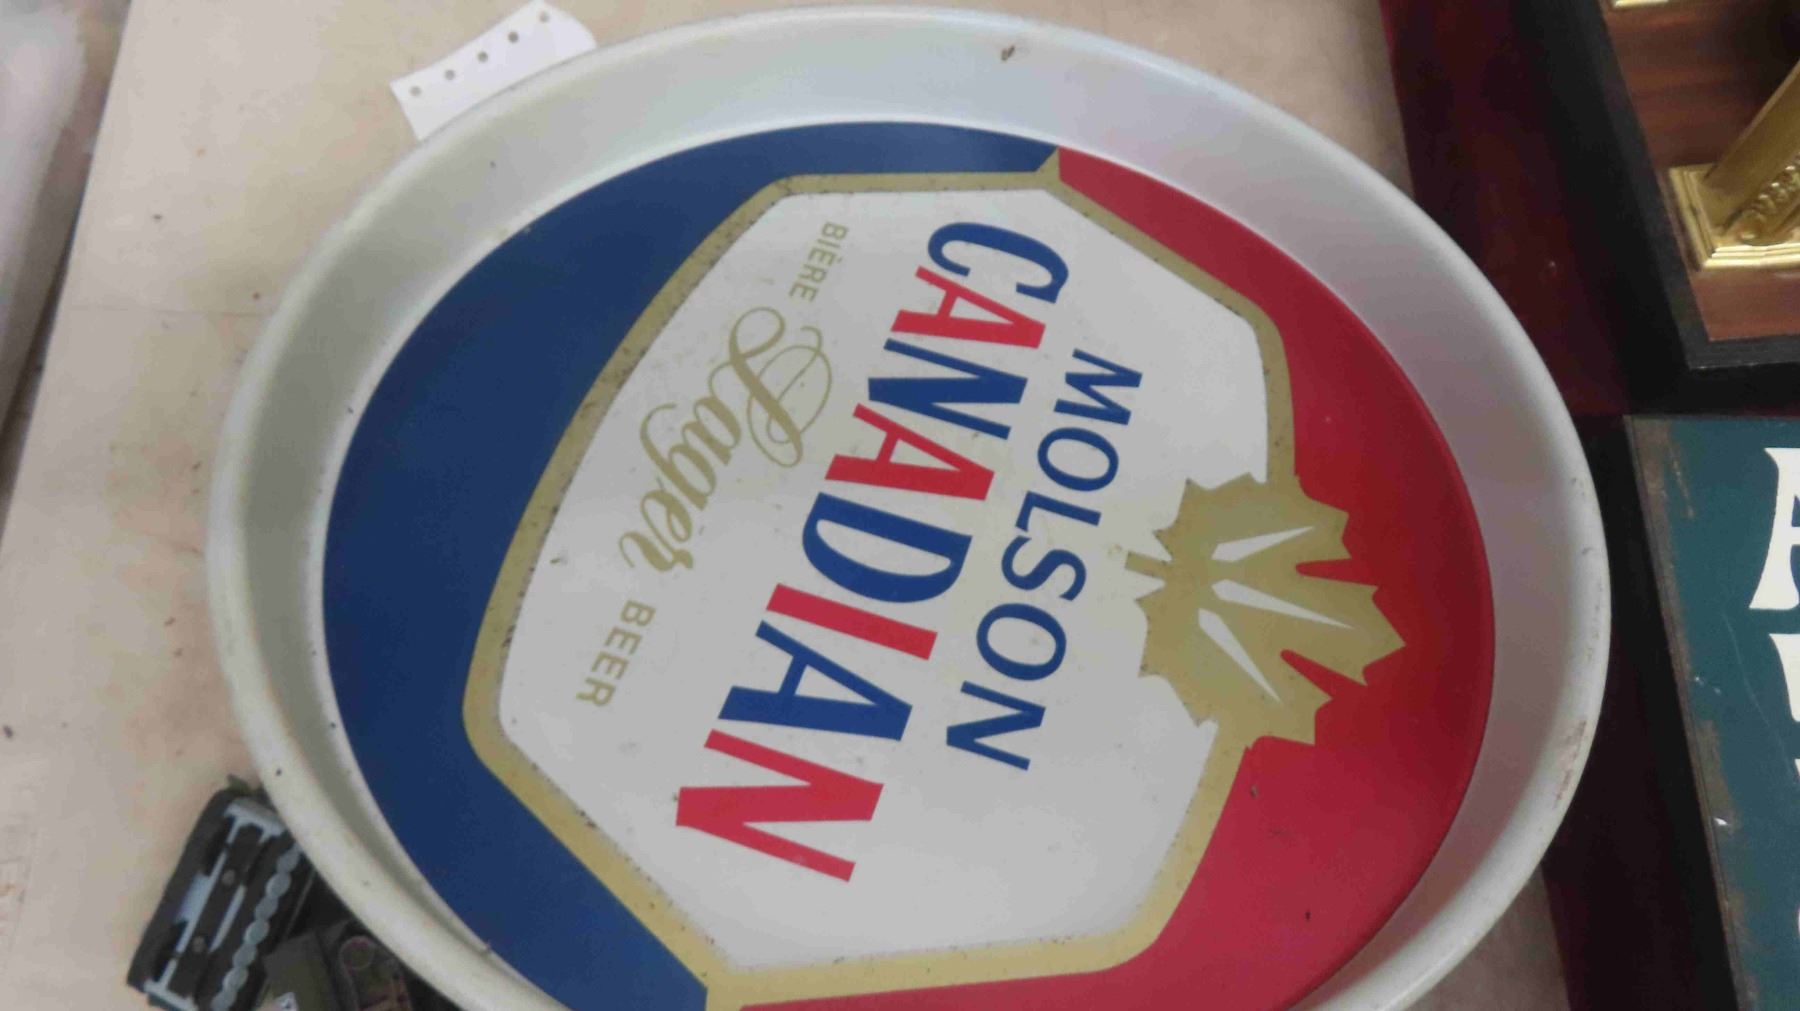 MOLSON
CANADIAN
BIÈRE Lager BEER